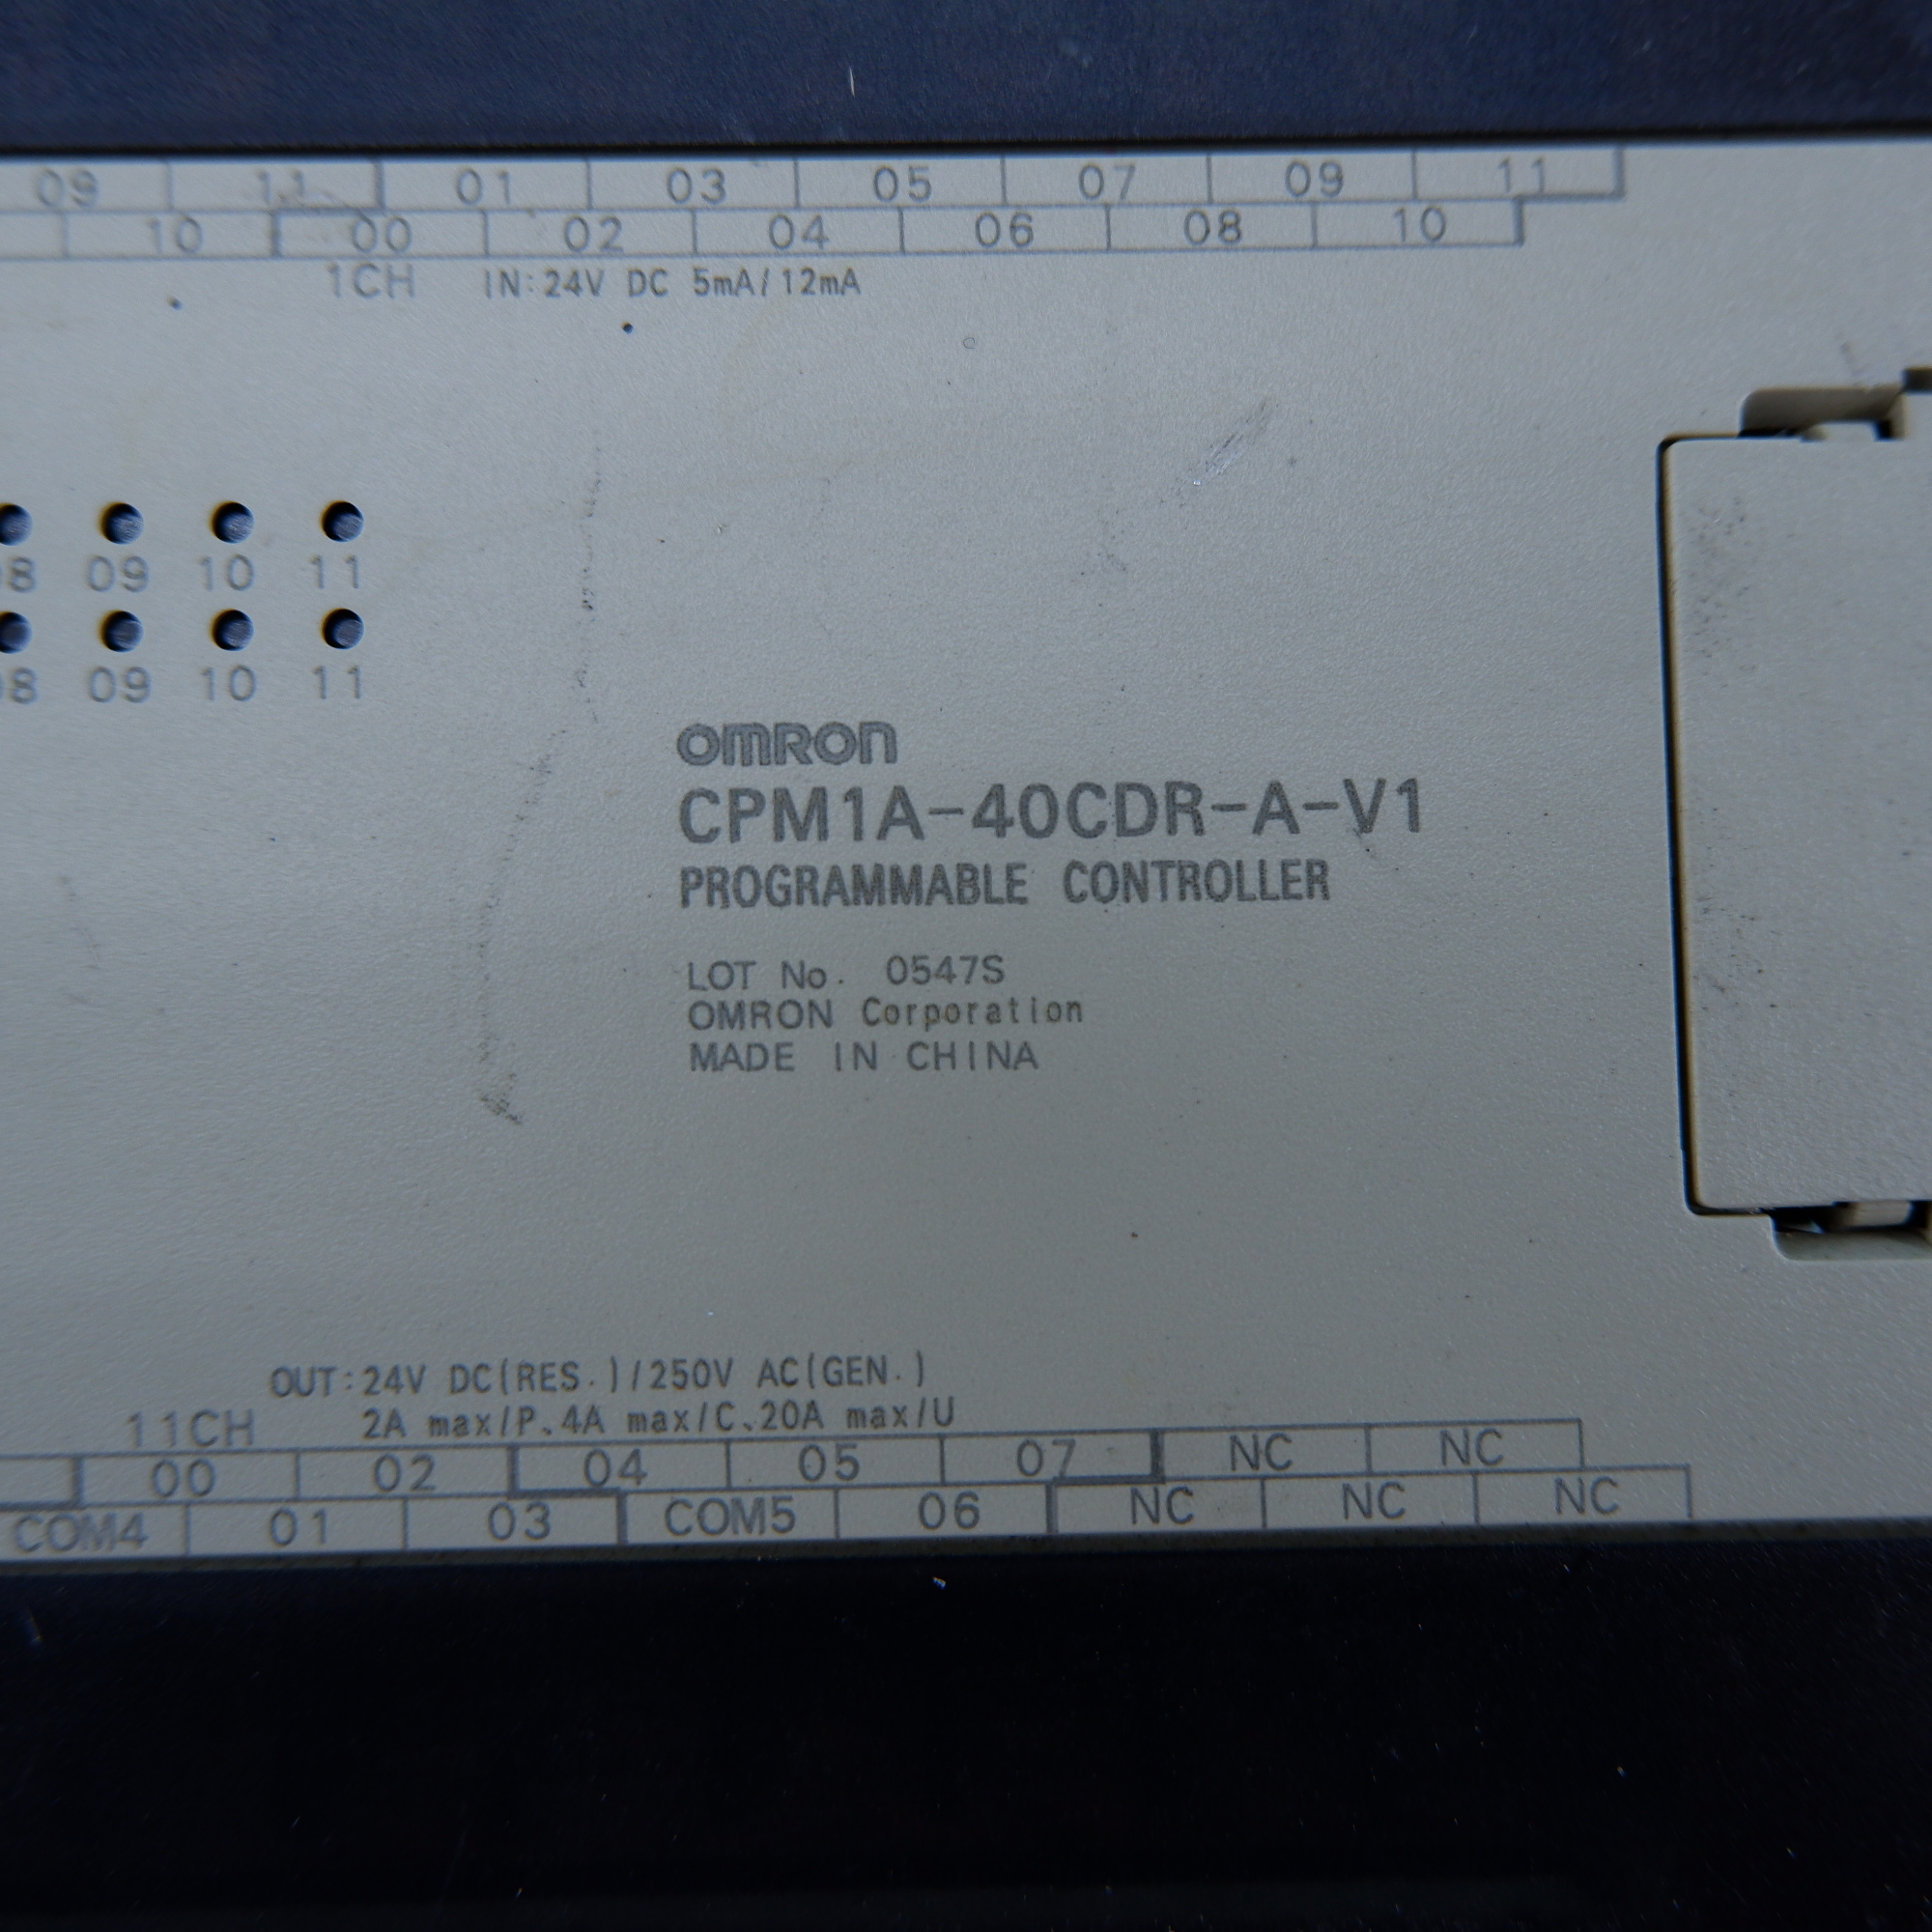 09 11 01 03 05 07 09 11
10 00 02 04 06 08 10
1CH IN:24V DC 5mA/12mA
09 10 11
09 10 11
OMRON
CPM1A-40CDR-A-V1
PROGRAMMABLE CONTROLLER
LOT No. 0547S
OMRON Corporation
MADE IN CHINA
OUT:24V DC(RES.)/250V AC(GEN.)
11CH 2A max/P、4A max/C、20A max/U
00 02 04 05 07 NC NC
COM4 01 03 COM5 06 NC NC NC